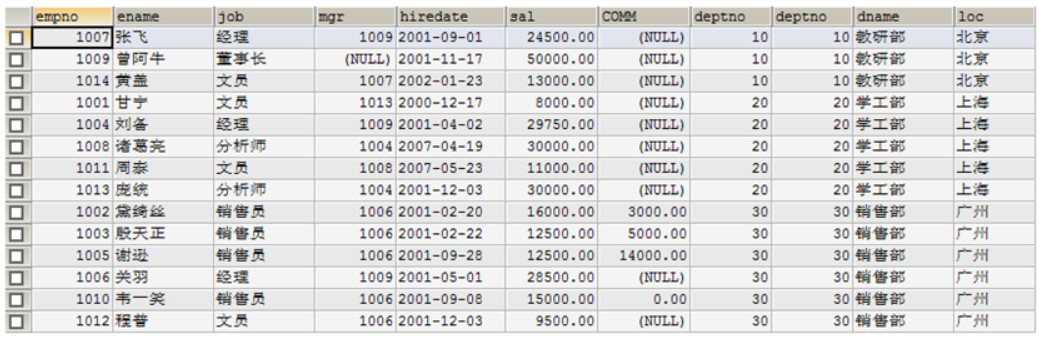 empno ename job mgr hiredate sal COMM deptno deptno dname loc
1007 张飞 经理 1009 2001-09-01 24500.00 (NULL) 10 10 教研部 北京
1009 曾阿牛 董事长 (NULL) 2001-11-17 50000.00 (NULL) 10 10 教研部 北京
1014 黄盖 文员 1007 2002-01-23 13000.00 (NULL) 10 10 教研部 北京
1001 甘宁 文员 1013 2000-12-17 8000.00 (NULL) 20 20 学工部 上海
1004 刘备 经理 1009 2001-04-02 29750.00 (NULL) 20 20 学工部 上海
1008 诸葛亮 分析师 1004 2007-04-19 30000.00 (NULL) 20 20 学工部 上海
1011 周泰 文员 1008 2007-05-23 11000.00 (NULL) 20 20 学工部 上海
1013 庞统 分析师 1004 2001-12-03 30000.00 (NULL) 20 20 学工部 上海
1002 黛绮丝 销售员 1006 2001-02-20 16000.00 3000.00 30 30 销售部 广州
1003 殷天正 销售员 1006 2001-02-22 12500.00 5000.00 30 30 销售部 广州
1005 谢逊 销售员 1006 2001-09-28 12500.00 14000.00 30 30 销售部 广州
1006 关羽 经理 1009 2001-05-01 28500.00 (NULL) 30 30 销售部 广州
1010 韦一笑 销售员 1006 2001-09-08 15000.00 0.00 30 30 销售部 广州
1012 程普 文员 1006 2001-12-03 9500.00 (NULL) 30 30 销售部 广州